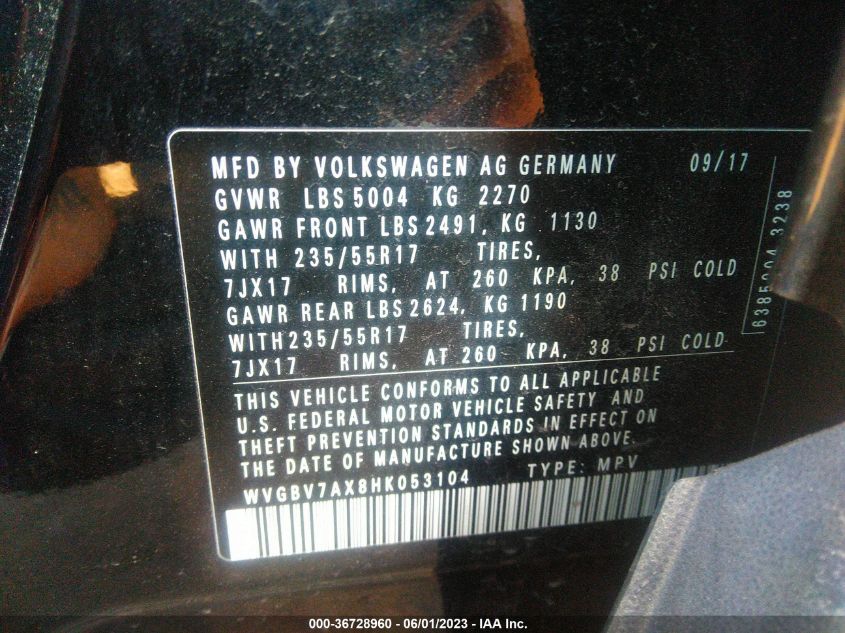 MFD BY VOLKSWAGEN AG GERMANY 09/17
GVWR LBS 5004 KG 2270
GAWR FRONT LBS 2491, KG 1130
WITH 235/55R17 TIRES,
7JX17 RIMS, AT 260 KPA, 38 PSI COLD
GAWR REAR LBS 2624, KG 1190
WITH 235/55R17 TIRES,
7JX17 RIMS, AT 260 KPA, 38 PSI COLD
THIS VEHICLE CONFORMS TO ALL APPLICABLE
U.S. FEDERAL MOTOR VEHICLE SAFETY AND
THEFT PREVENTION STANDARDS IN EFFECT ON
THE DATE OF MANUFACTURE SHOWN ABOVE.
WVGBV7AX8HK053104 TYPE: MPV
3238
000-36728960 - 06/01/2023 - IAA Inc.